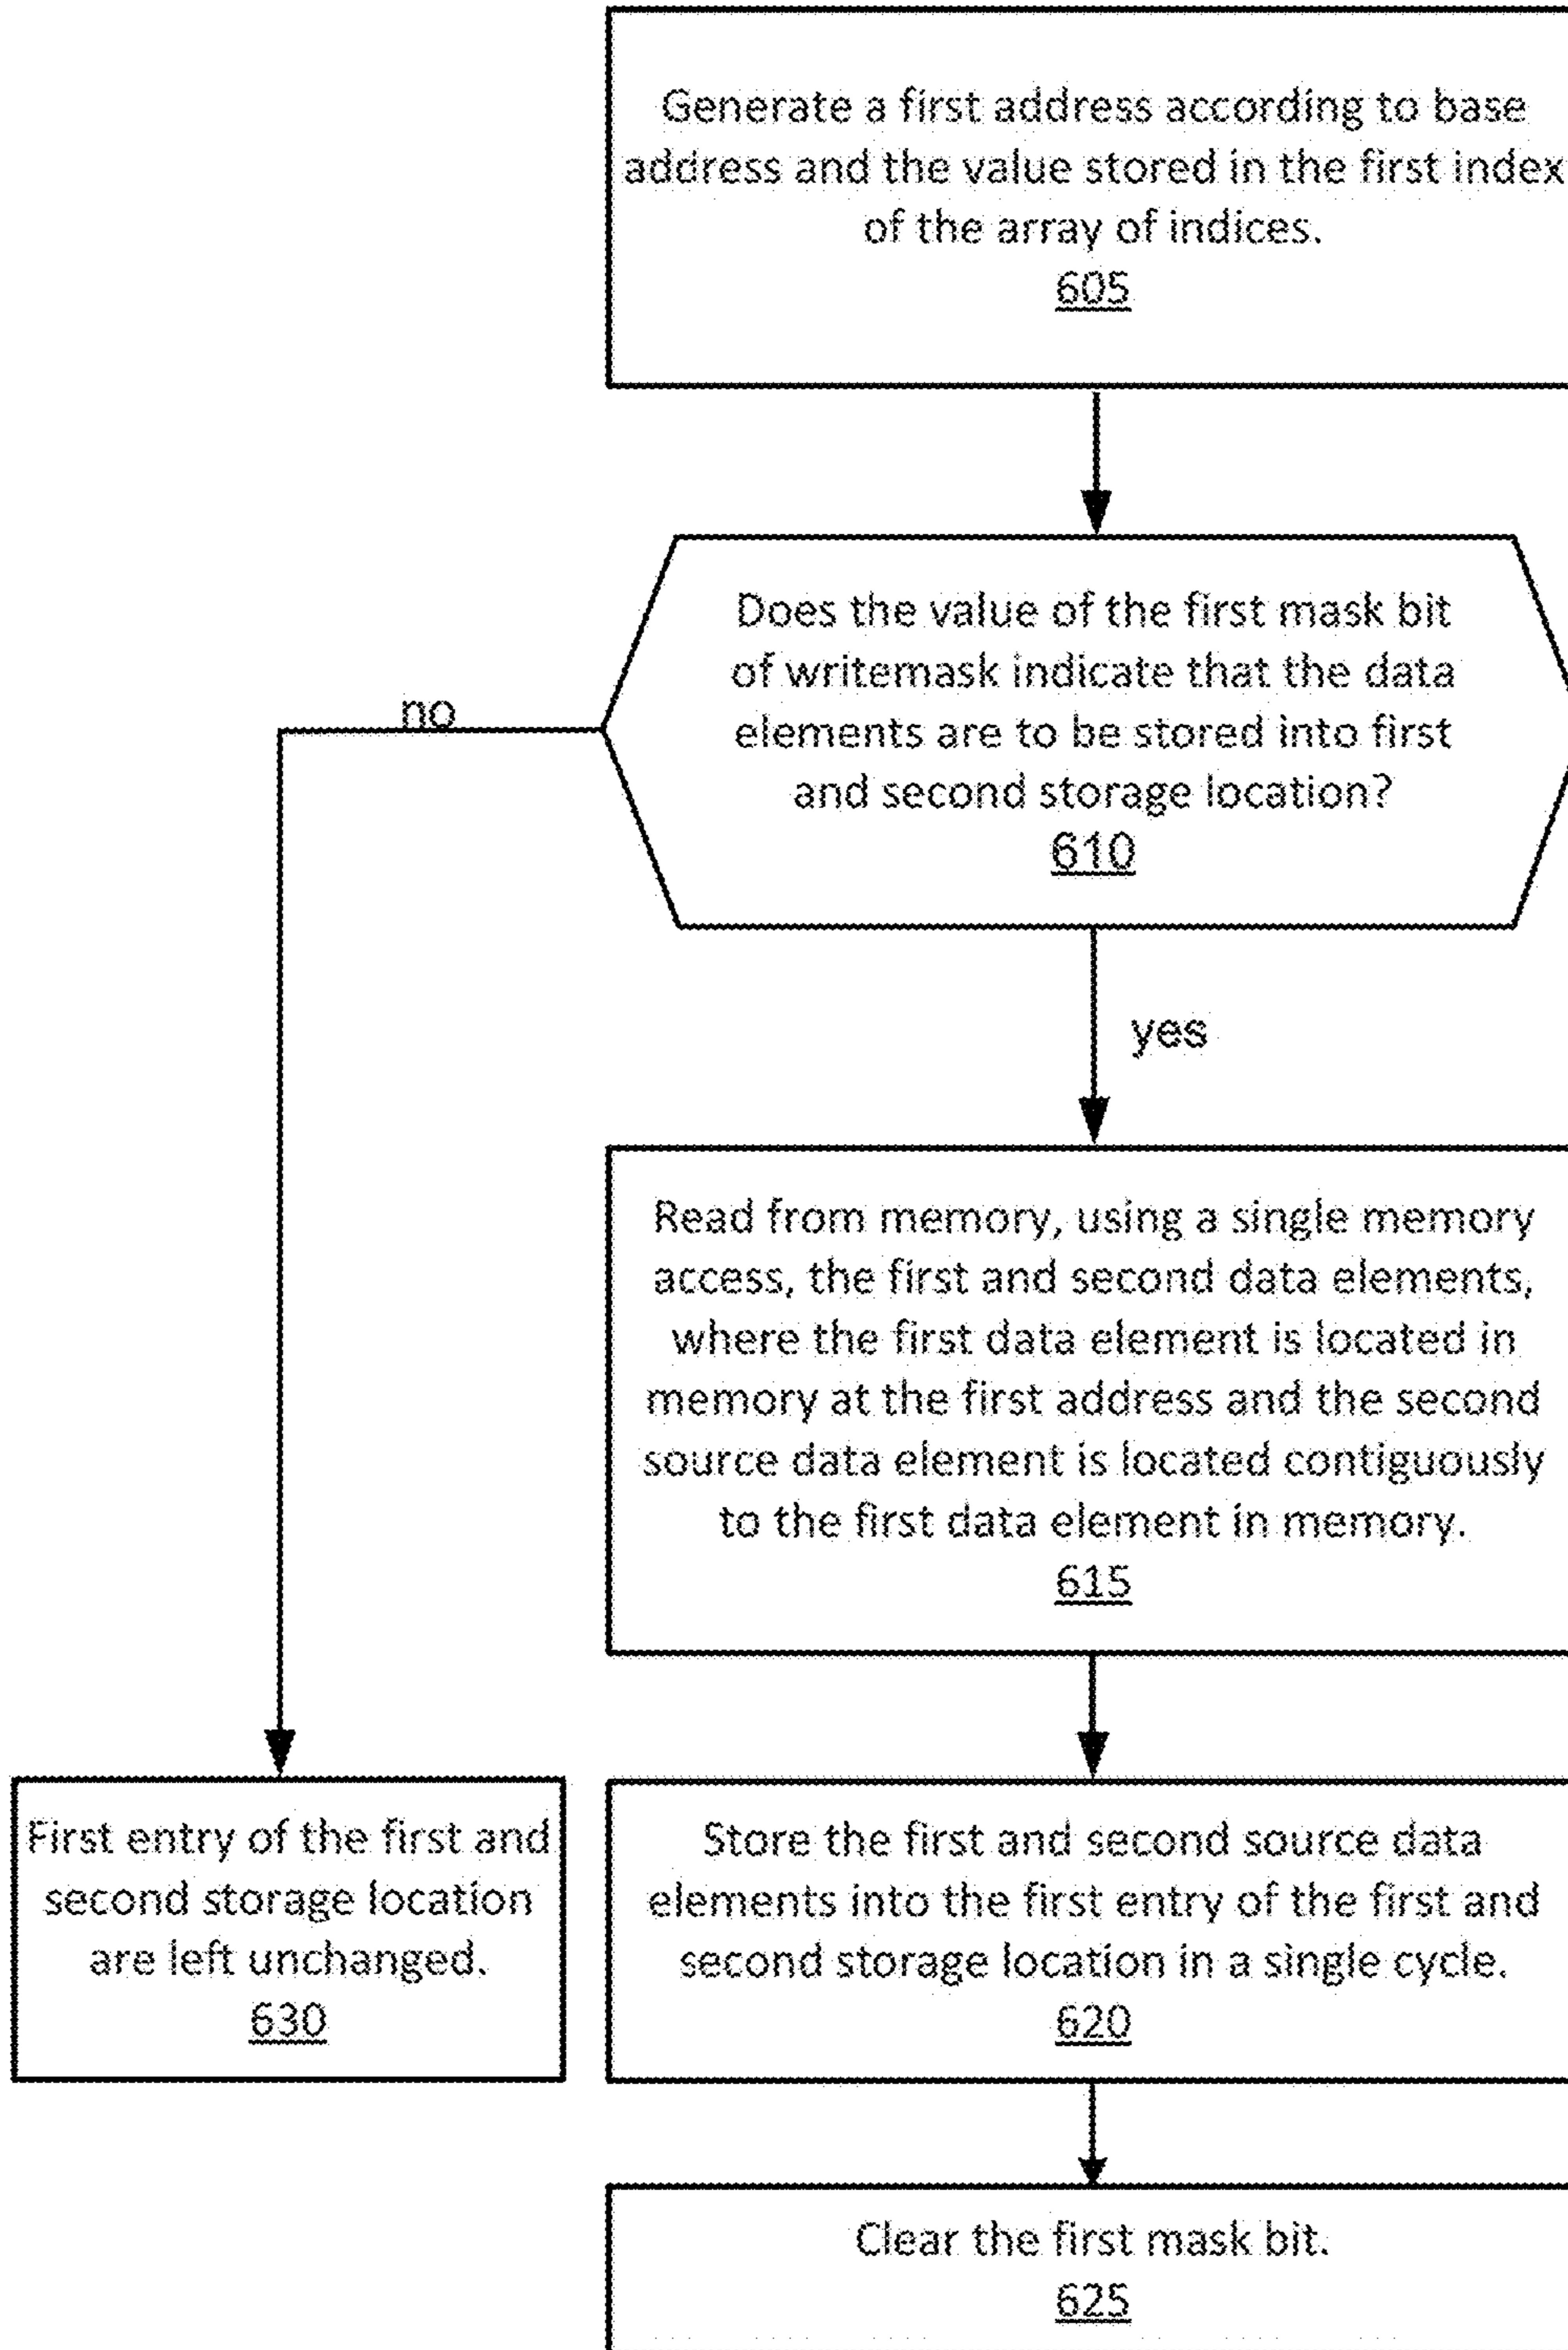 Generate a first address according to base
address and the value stored in the first index
of the array of indices.
605
Does the value of the first mask bit
of writemask indicate that the data
elements are to be stored into first
and second storage location?
610
no
yes
Read from memory, using a single memory
access, the first and second data elements,
where the first data element is located in
memory at the first address and the second
source data element is located contiguously
to the first data element in memory.
615
First entry of the first and
second storage location
are left unchanged.
630
Store the first and second source data
elements into the first entry of the first and
second storage location in a single cycle.
620
Clear the first mask bit.
625